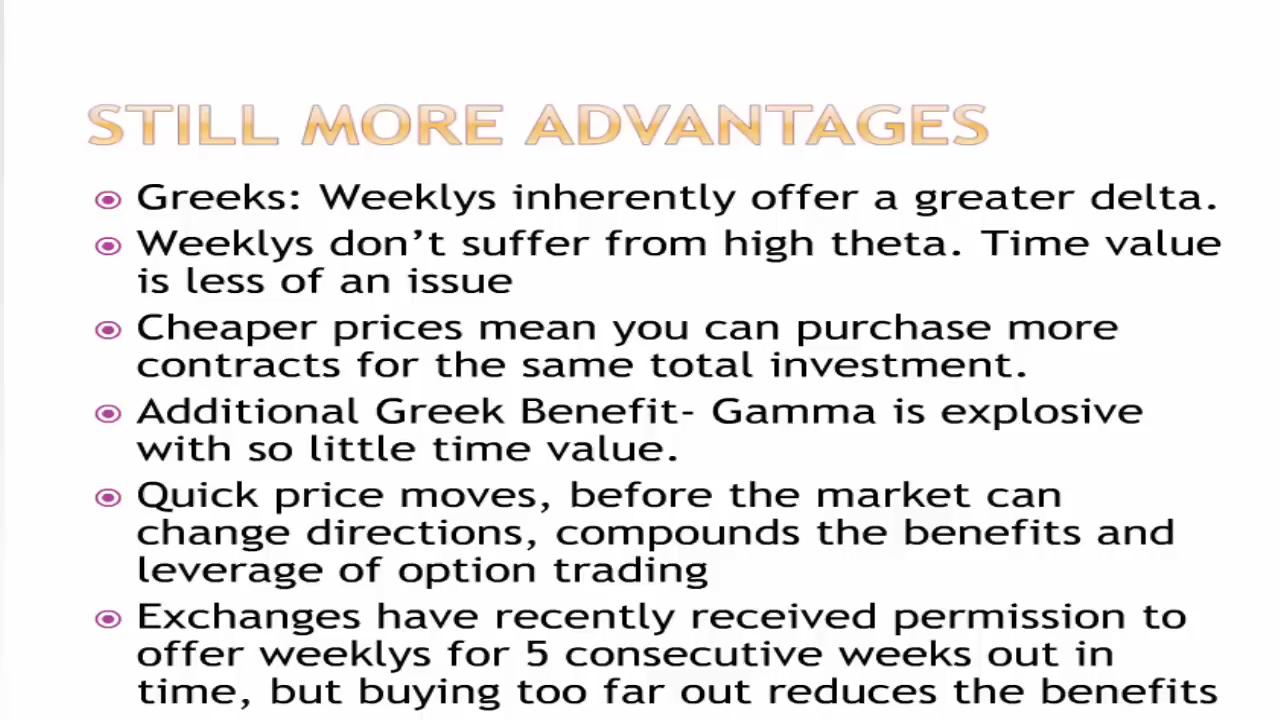 STILL MORE ADVANTAGES
Greeks: Weeklys inherently offer a greater delta.
Weeklys don’t suffer from high theta. Time value
is less of an issue
Cheaper prices mean you can purchase more
contracts for the same total investment.
Additional Greek Benefit- Gamma is explosive
with so little time value.
Quick price moves, before the market can
change directions, compounds the benefits and
leverage of option trading
Exchanges have recently received permission to
offer weeklys for 5 consecutive weeks out in
time, but buying too far out reduces the benefits